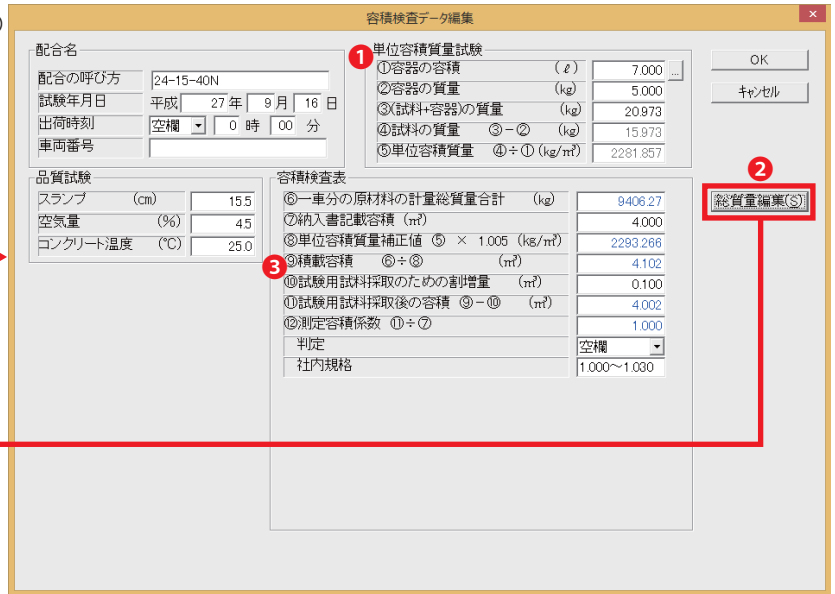 )
容積検査データ編集
×
配合名
配合の呼び方 24-15-40N
試験年月日 平成 27 年 9 月 16 日
出荷時刻 空欄 0 時 00 分
車両番号
❶
単位容積質量試験
①容器の容積 (ℓ) 7.000 ...
②容器の質量 (kg) 5.000
③(試料+容器)の質量 (kg) 20.973
④試料の質量 ③-② (kg) 15.973
⑤単位容積質量 ④÷① (kg/㎥) 2281.857
OK
キャンセル
❷
総質量編集(S)
品質試験
スランプ (cm) 15.5
空気量 (%) 4.5
コンクリート温度 (℃) 25.0
容積検査表
⑥一車分の原材料の計量総質量合計 (kg) 9406.27
⑦納入書記載容積 (㎥) 4.000
⑧単位容積質量補正値 ⑤ × 1.005 (kg/㎥) 2293.266
❸
⑨積載容積 ⑥÷⑧ (㎥) 4.102
⑩試験用試料採取のための割増量 (㎥) 0.100
⑪試験用試料採取後の容積 ⑨-⑩ (㎥) 4.002
⑫測定容積係数 ⑪÷⑦ 1.000
判定 空欄
社内規格 1.000～1.030